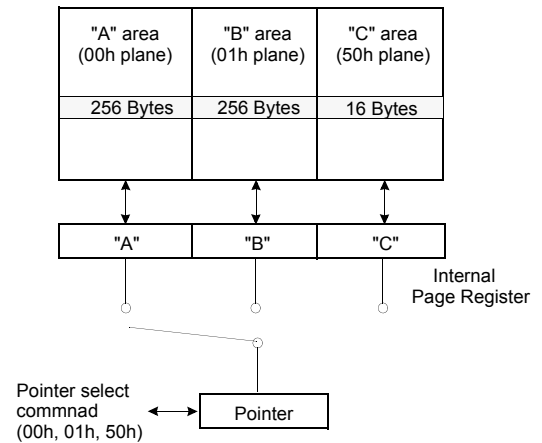 "A" area "B" area "C" area
(00h plane) (01h plane) (50h plane)
256 Bytes 256 Bytes 16 Bytes
"A" "B" "C"
Internal
Page Register
Pointer select
commnad
(00h, 01h, 50h)
Pointer